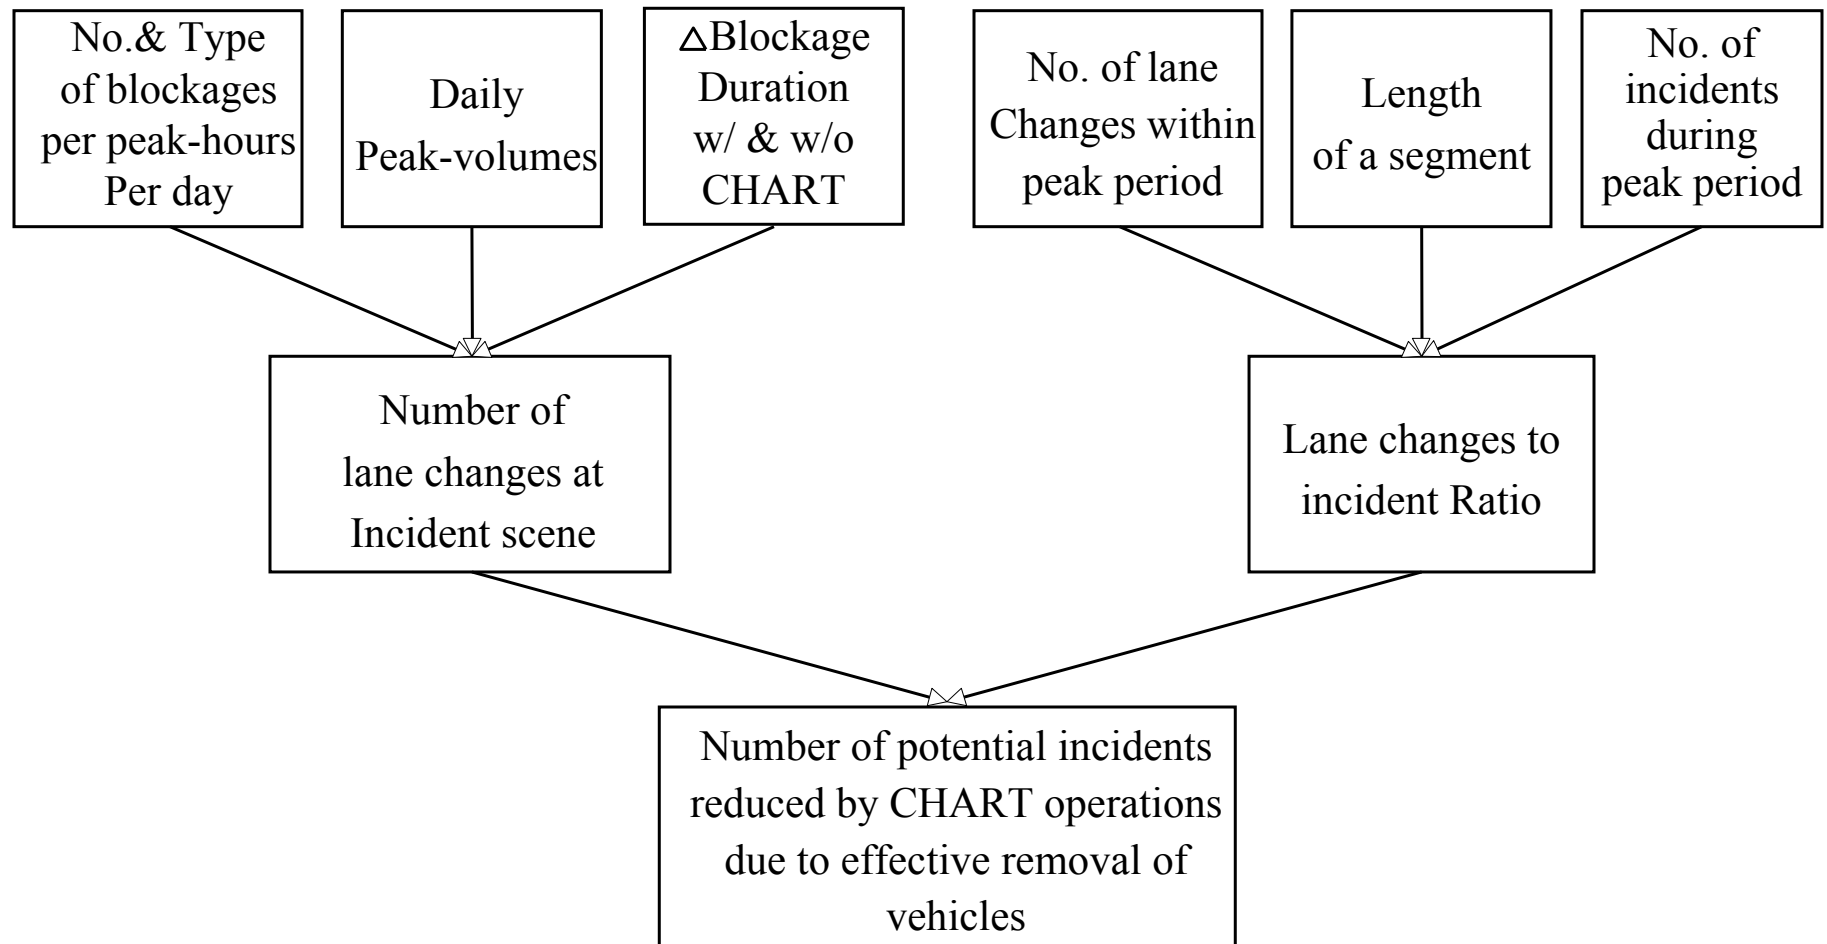 No.& Type
of blockages
per peak-hours
Per day
Daily
Peak-volumes
△Blockage
Duration
w/ & w/o
CHART
No. of lane
Changes within
peak period
Length
of a segment
No. of
incidents
during
peak period
Number of
lane changes at
Incident scene
Lane changes to
incident Ratio
Number of potential incidents
reduced by CHART operations
due to effective removal of
vehicles